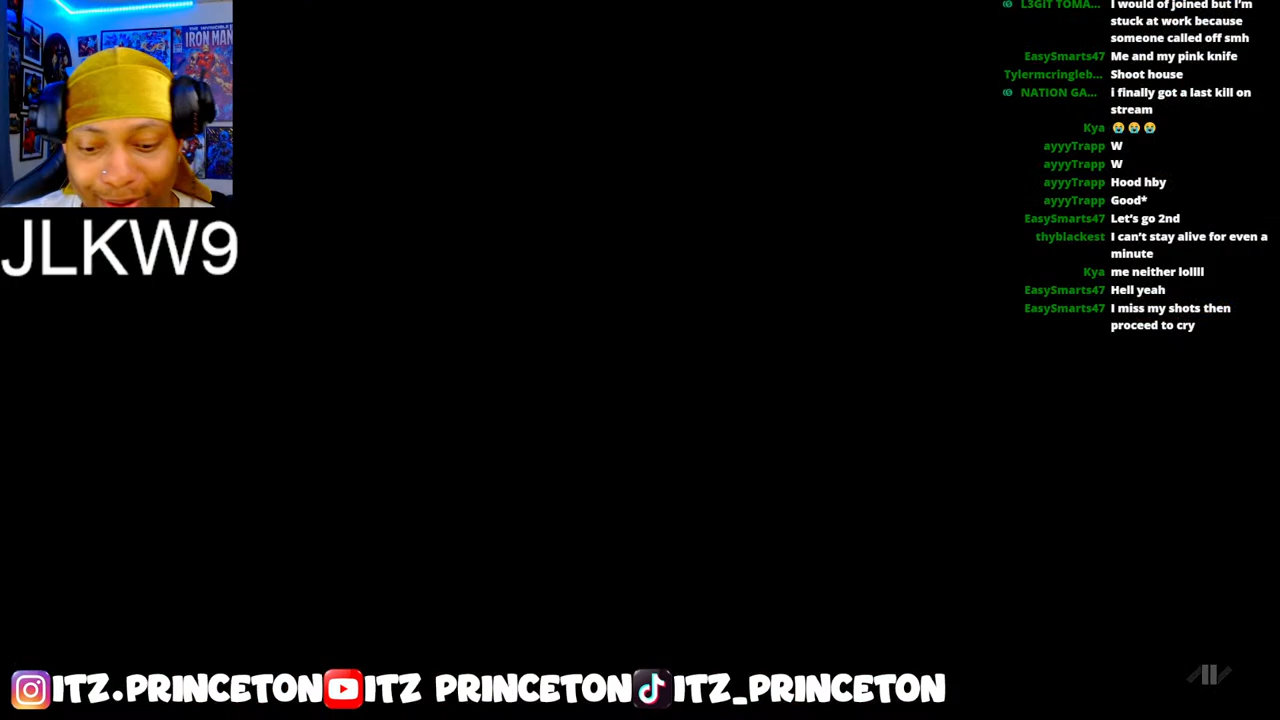 IRON MAN
JLKW9
L3GIT TOMA... I would of joined but I'm
stuck at work because
someone called off smh
EasySmarts47 Me and my pink knife
Tylermcringleb... Shoot house
NATION GA... i finally got a last kill on
stream
Kya 😭😭😭
ayyyTrapp W
ayyyTrapp W
ayyyTrapp Hood hby
ayyyTrapp Good*
EasySmarts47 Let's go 2nd
thyblackest I can't stay alive for even a
minute
Kya me neither lollll
EasySmarts47 Hell yeah
EasySmarts47 I miss my shots then
proceed to cry
ITZ.PRINCETON ITZ PRINCETON ITZ_PRINCETON